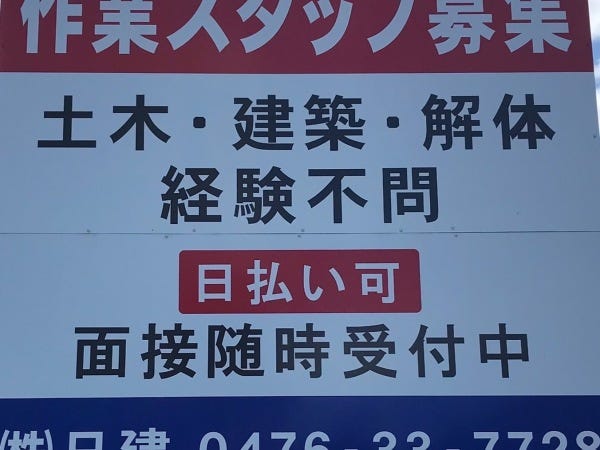 作業スタッフ募集
土木・建築・解体
経験不問
日払い可
面接随時受付中
㈱日建 0476-33-7728